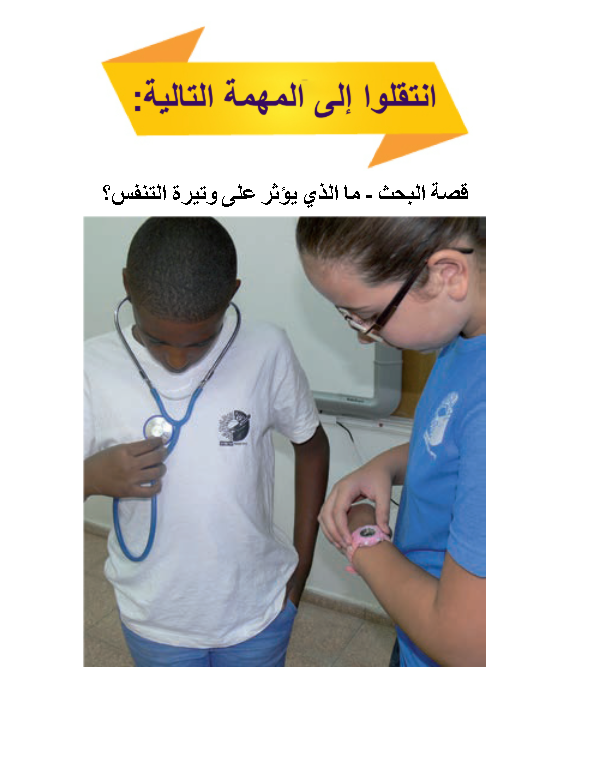 انتقلوا إلى المهمة التالية:
قصة البحث - ما الذي يؤثر على وتيرة التنفس؟